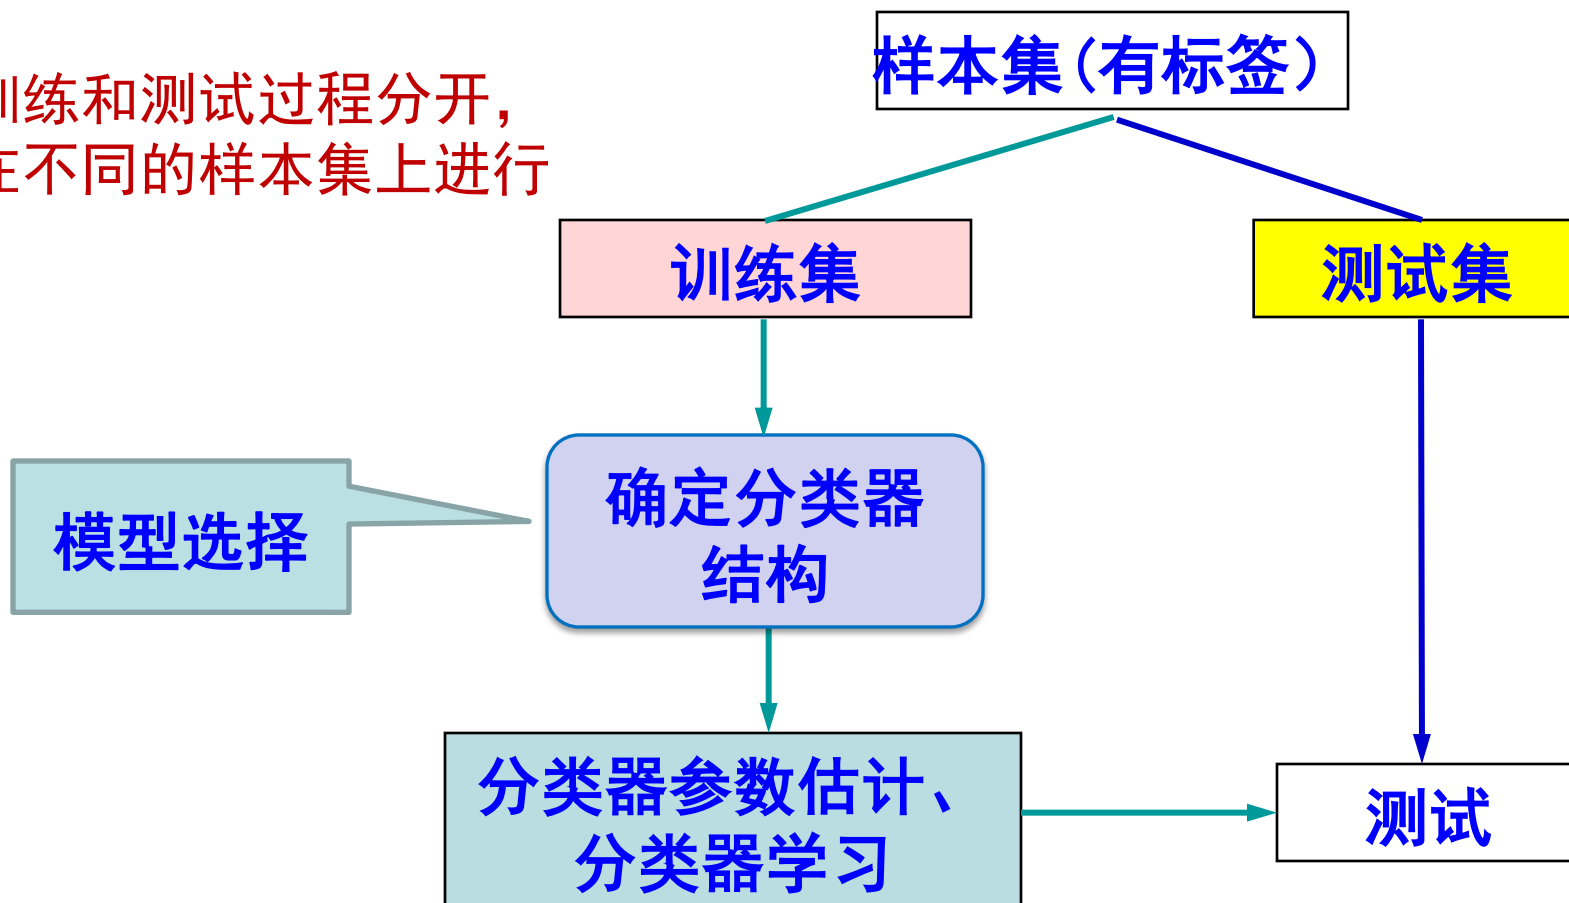 样本集(有标签)
训练和测试过程分开,
在不同的样本集上进行
训练集
测试集
模型选择
确定分类器
结构
分类器参数估计、
分类器学习
测试